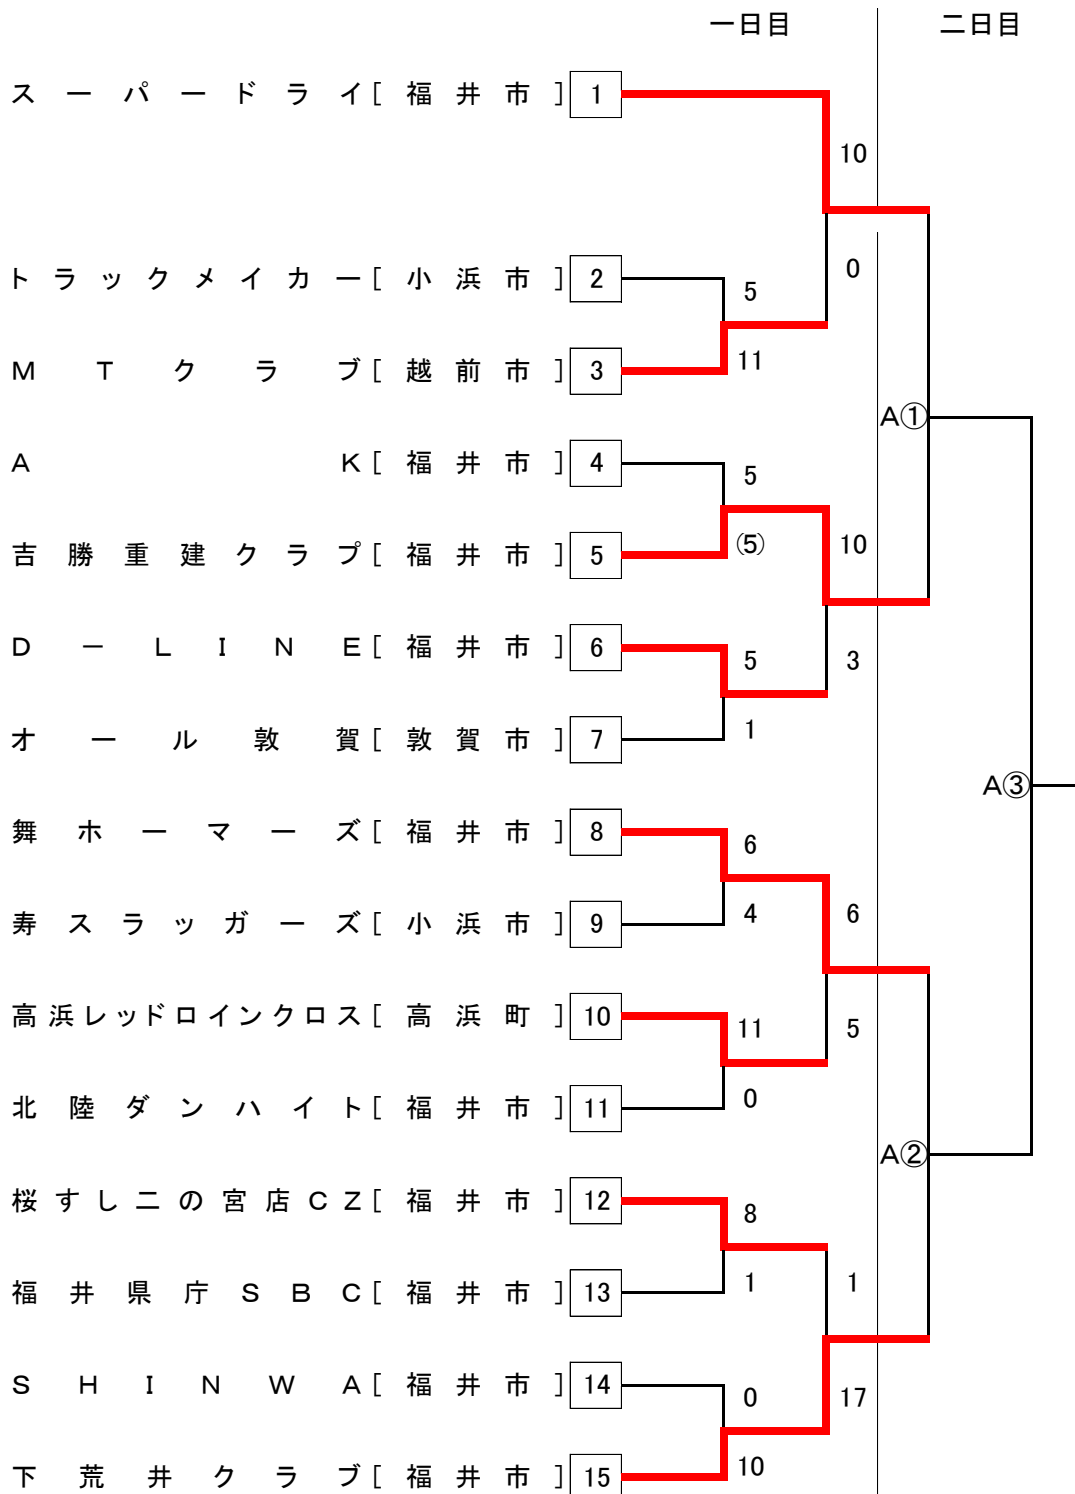 一日目 二日目
スーパードライ[福井市] 1
10
0
トラックメイカー[小浜市] 2
5
MTクラブ[越前市] 3
11
A①
AK[福井市] 4
5
吉勝重建クラブ[福井市] 5
⑤ 10
D-LINE[福井市] 6
5 3
オール敦賀[敦賀市] 7
1
A③
舞ホーマーズ[福井市] 8
6
寿スラッガーズ[小浜市] 9
4 6
高浜レッドロインクロス[高浜町] 10
11 5
北陸ダンハイト[福井市] 11
0
A②
桜すし二の宮店CZ[福井市] 12
8
福井県庁SBC[福井市] 13
1 1
SHINWA[福井市] 14
0 17
下荒井クラブ[福井市] 15
10